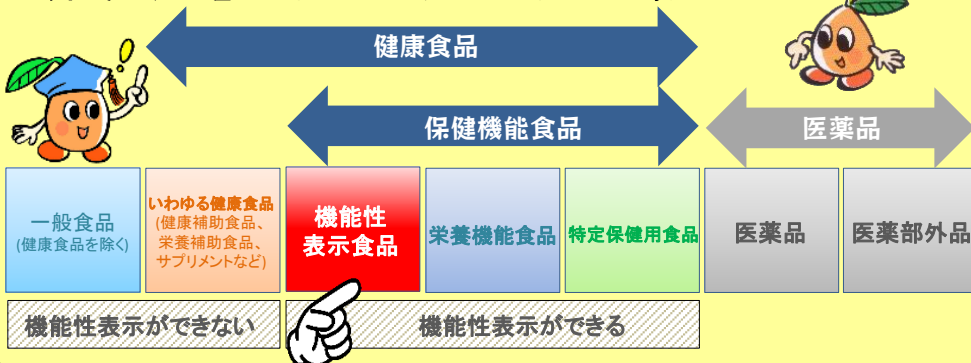 健康食品
保健機能食品
医薬品
一般食品
(健康食品を除く)
いわゆる健康食品
(健康補助食品、
栄養補助食品、
サプリメントなど)
機能性
表示食品
栄養機能食品
特定保健用食品
医薬品
医薬部外品
機能性表示ができない
機能性表示ができる